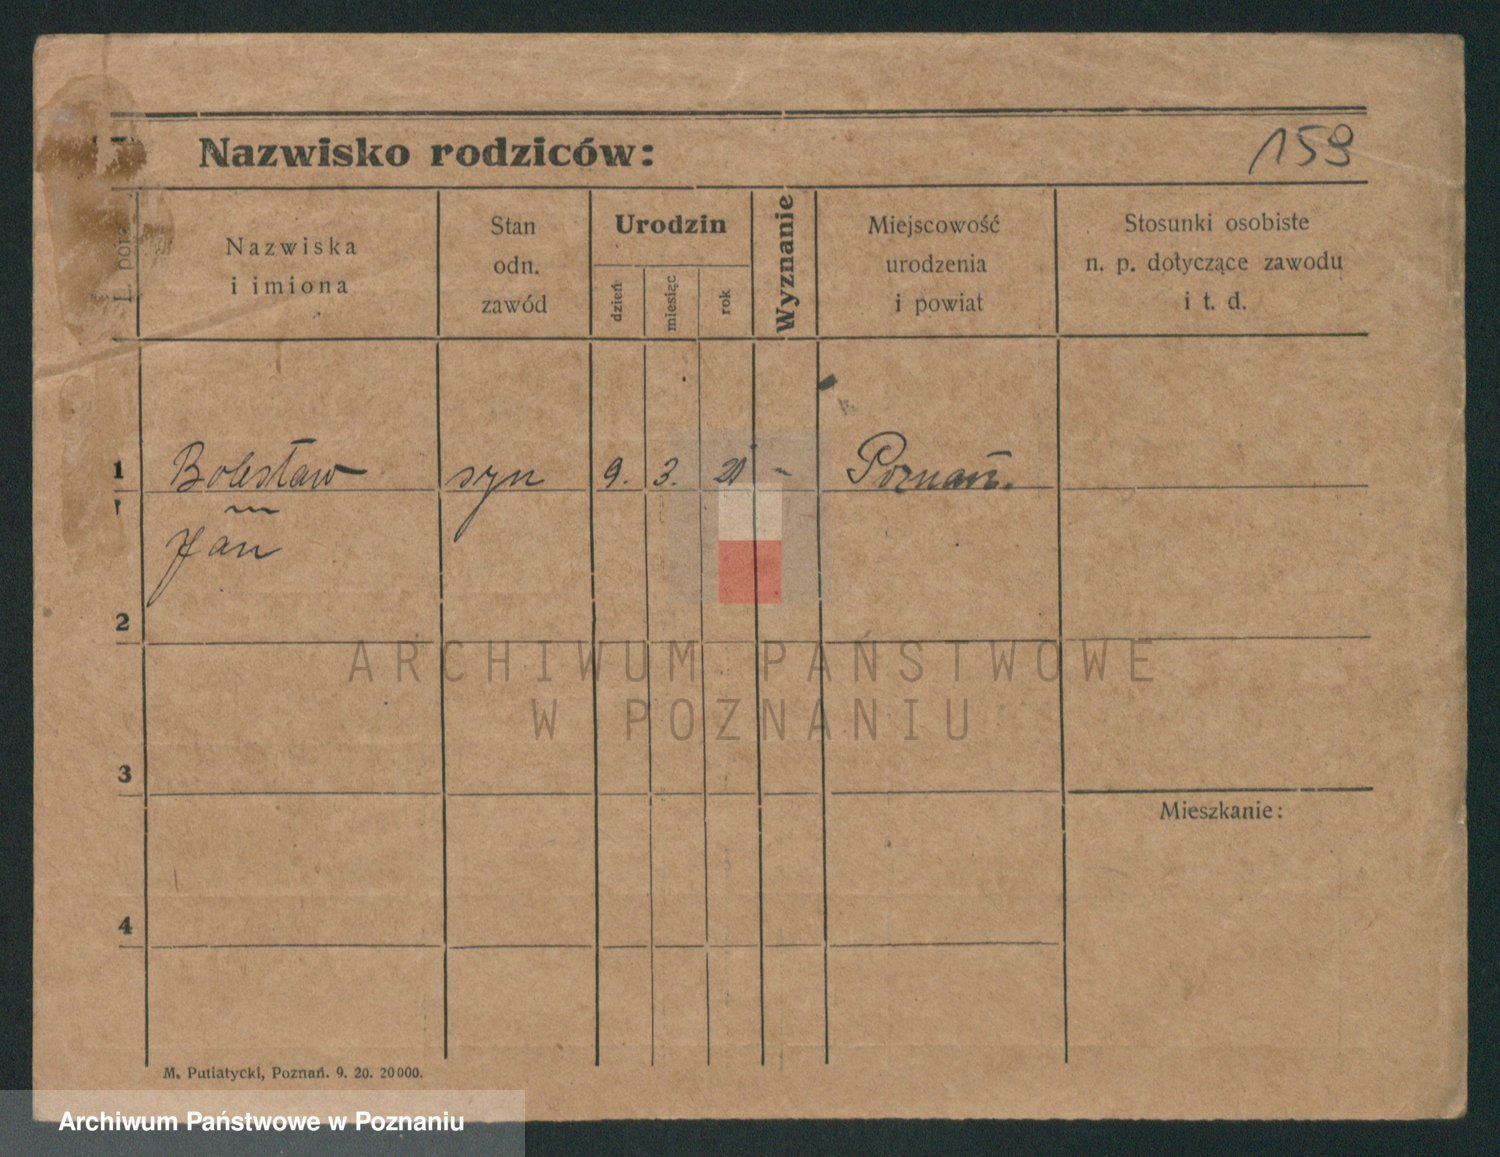 Nazwisko rodziców:
159
L. porz.
Nazwiska
i imiona
Stan
odn.
zawód
Urodzin
dzień
miesiąc
rok
Wyznanie
Miejscowość
urodzenia
i powiat
Stosunki osobiste
n. p. dotyczące zawodu
i t. d.
1 Bolesław syn 9. 3. 21 - Poznań.
Jan
2
3
Mieszkanie:
4
M. Putiatycki, Poznań. 9. 20. 20000.
ARCHIWUM PAŃSTWOWE
W POZNANIU
Archiwum Państwowe w Poznaniu